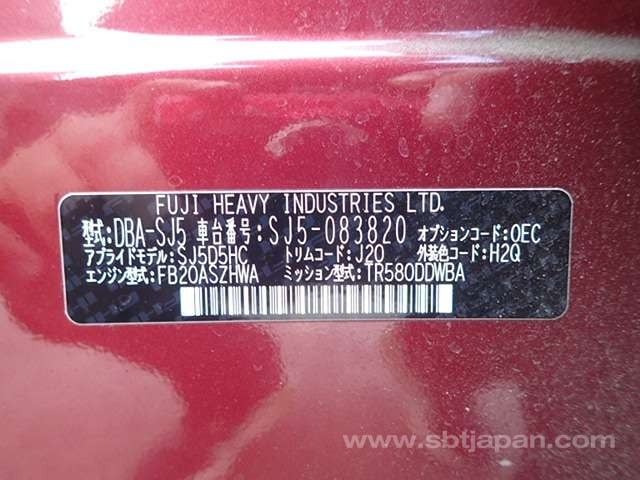 FUJI HEAVY INDUSTRIES LTD.
型式:DBA-SJ5 車台番号:SJ5-083820 オプションコード:OEC
アプライドモデル:SJ5D5HC トリムコード:J20 外装色コード:H2Q
エンジン型式:FB20ASZHWA ミッション型式:TR580DDWBA
www.sbtjapan.com